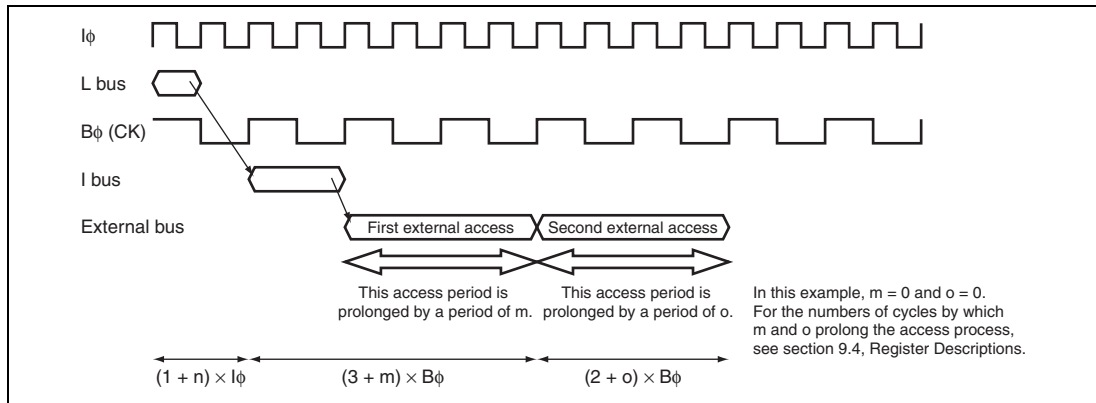 Iϕ
L bus
Bϕ (CK)
I bus
External bus
First external access
Second external access
This access period is
prolonged by a period of m.
This access period is
prolonged by a period of o.
In this example, m = 0 and o = 0.
For the numbers of cycles by which
m and o prolong the access process,
see section 9.4, Register Descriptions.
(1 + n) × Iϕ
(3 + m) × Bϕ
(2 + o) × Bϕ